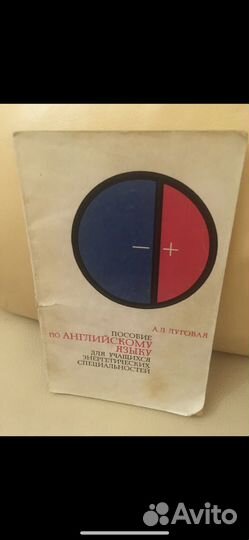 − +
А.Л. ЛУГОВАЯ
ПОСОБИЕ
ПО АНГЛИЙСКОМУ
ЯЗЫКУ
ДЛЯ УЧАЩИХСЯ
ЭНЕРГЕТИЧЕСКИХ
СПЕЦИАЛЬНОСТЕЙ
Avito